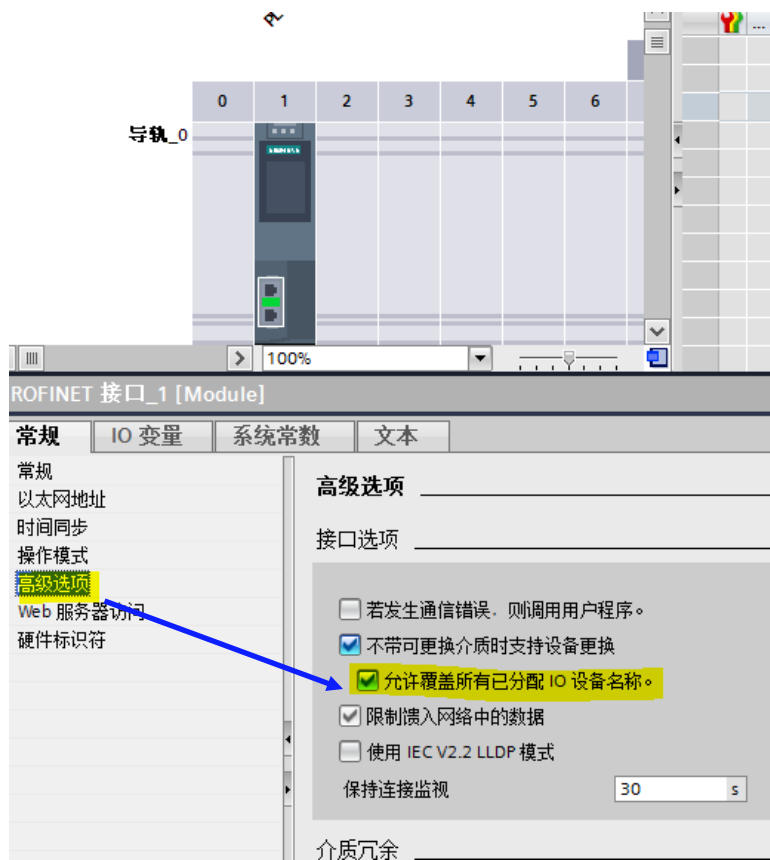 ...
0 1 2 3 4 5 6
导轨_0
SIEMENS
100%
ROFINET 接口_1 [Module]
常规 IO 变量 系统常数 文本
常规
以太网地址
时间同步
操作模式
高级选项
Web 服务器访问
硬件标识符
高级选项
接口选项
若发生通信错误，则调用用户程序。
不带可更换介质时支持设备更换
允许覆盖所有已分配 IO 设备名称。
限制馈入网络中的数据
使用 IEC V2.2 LLDP 模式
保持连接监视 30 s
介质冗余